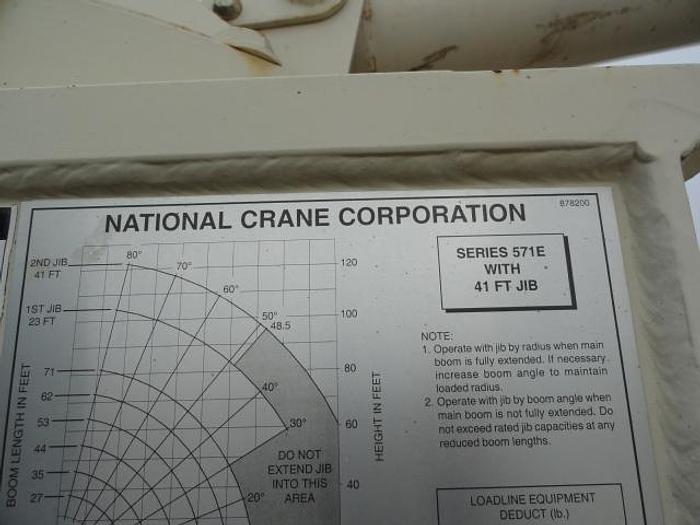 NATIONAL CRANE CORPORATION
878200
SERIES 571E
WITH
41 FT JIB
2ND JIB
41 FT
1ST JIB
23 FT
80°
70°
60°
50°
48.5
40°
30°
20°
120
100
80
60
40
HEIGHT IN FEET
71
62
53
44
35
27
BOOM LENGTH IN FEET
DO NOT
EXTEND JIB
INTO THIS
AREA
NOTE:
1. Operate with jib by radius when main
boom is fully extended. If necessary.
increase boom angle to maintain
loaded radius.
2. Operate with jib by boom angle when
main boom is not fully extended. Do
not exceed rated jib capacities at any
reduced boom lengths.
LOADLINE EQUIPMENT
DEDUCT (lb.)